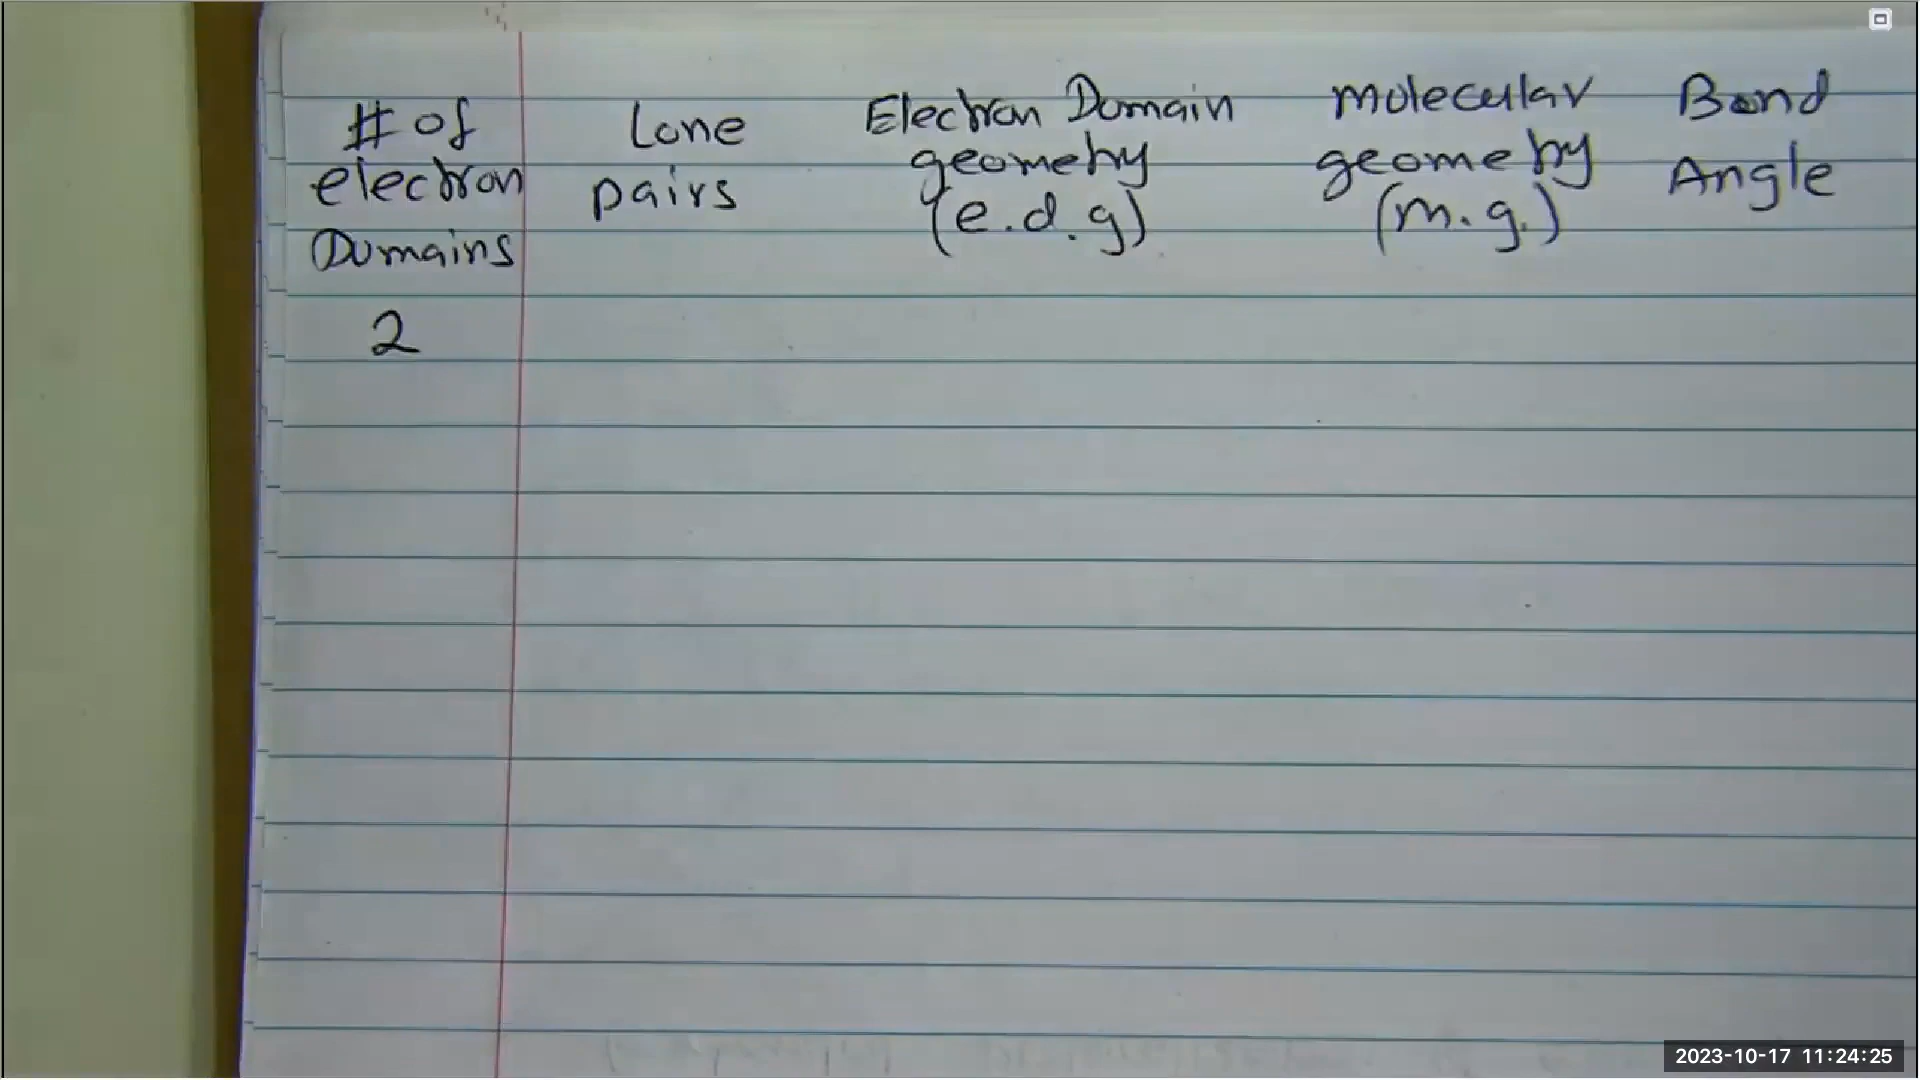 # of
electron
Domains
Lone
pairs
Electron Domain
geometry
(e.d.g)
molecular
geometry
(m.g.)
Bond
Angle
2
2023-10-17 11:24:25